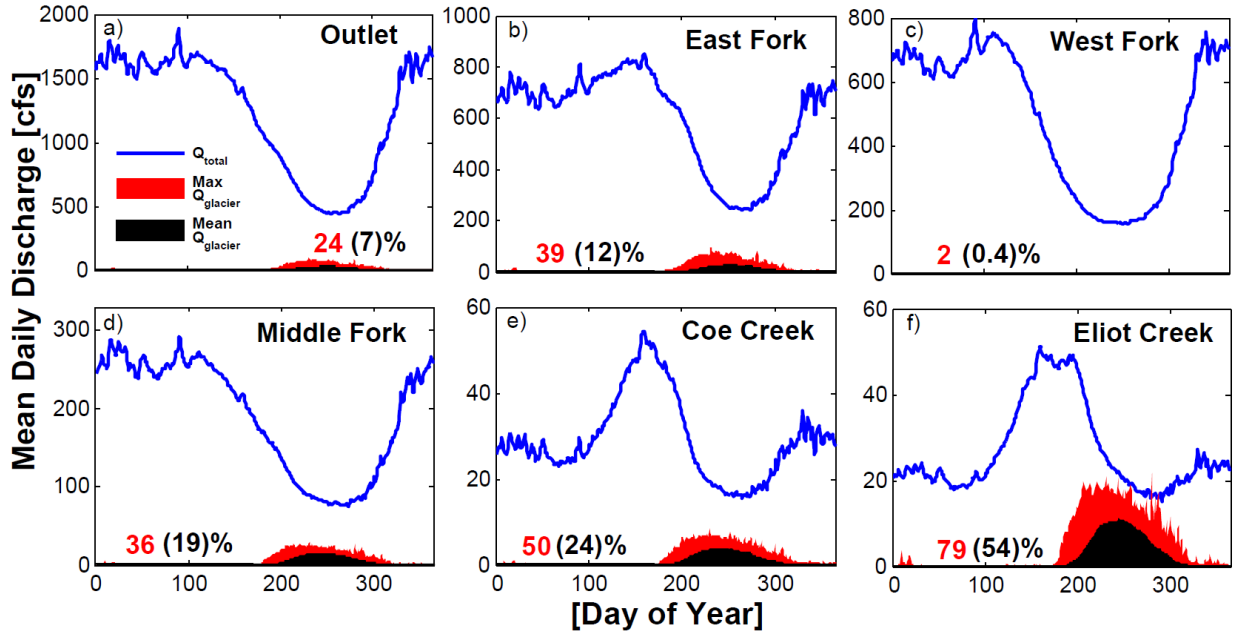 Mean Daily Discharge [cfs]
a)
Outlet
2000
1500
1000
500
0
Q_total
Max
Q_glacier
Mean
Q_glacier
24 (7)%
b)
East Fork
1000
800
600
400
200
0
39 (12)%
c)
West Fork
800
600
400
200
0
2 (0.4)%
d)
Middle Fork
300
200
100
0
36 (19)%
0 100 200 300
e)
Coe Creek
60
40
20
0
50 (24)%
0 100 200 300
f)
Eliot Creek
60
40
20
0
79 (54)%
0 100 200 300
[Day of Year]